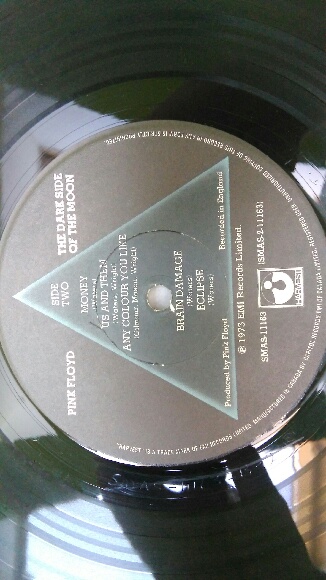 THE DARK SIDE
OF THE MOON
PINK FLOYD
SIDE
TWO
MONEY
US AND THEM
(Waters, Wright)
ANY COLOUR YOU LIKE
(Gilmour, Mason, Wright)
BRAIN DAMAGE
(Waters)
ECLIPSE
(Waters)
Produced by Pink Floyd
Recorded in England
℗ 1973 EMI Records Limited.
SMAS-11163
(SMAS-2-11163)
HARVEST